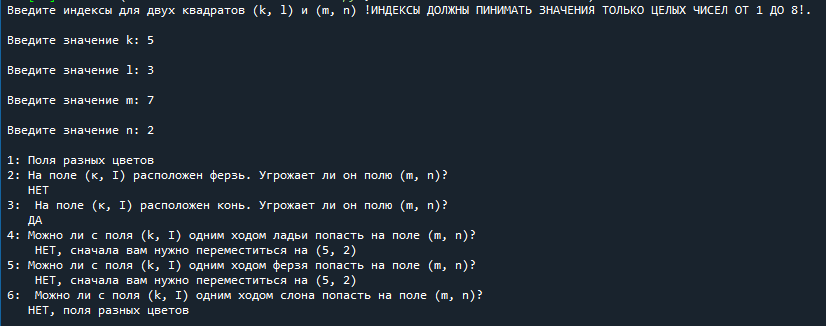 Введите индексы для двух квадратов (k, l) и (m, n) !ИНДЕКСЫ ДОЛЖНЫ ПИНИМАТЬ ЗНАЧЕНИЯ ТОЛЬКО ЦЕЛЫХ ЧИСЕЛ ОТ 1 ДО 8!.
Введите значение k: 5
Введите значение l: 3
Введите значение m: 7
Введите значение n: 2
1: Поля разных цветов
2: На поле (к, I) расположен ферзь. Угрожает ли он полю (m, n)?
НЕТ
3:  На поле (к, I) расположен конь. Угрожает ли он полю (m, n)?
ДА
4: Можно ли с поля (k, I) одним ходом ладьи попасть на поле (m, n)?
НЕТ, сначала вам нужно переместиться на (5, 2)
5: Можно ли с поля (k, I) одним ходом ферзя попасть на поле (m, n)?
НЕТ, сначала вам нужно переместиться на (5, 2)
6:  Можно ли с поля (k, I) одним ходом слона попасть на поле (m, n)?
НЕТ, поля разных цветов